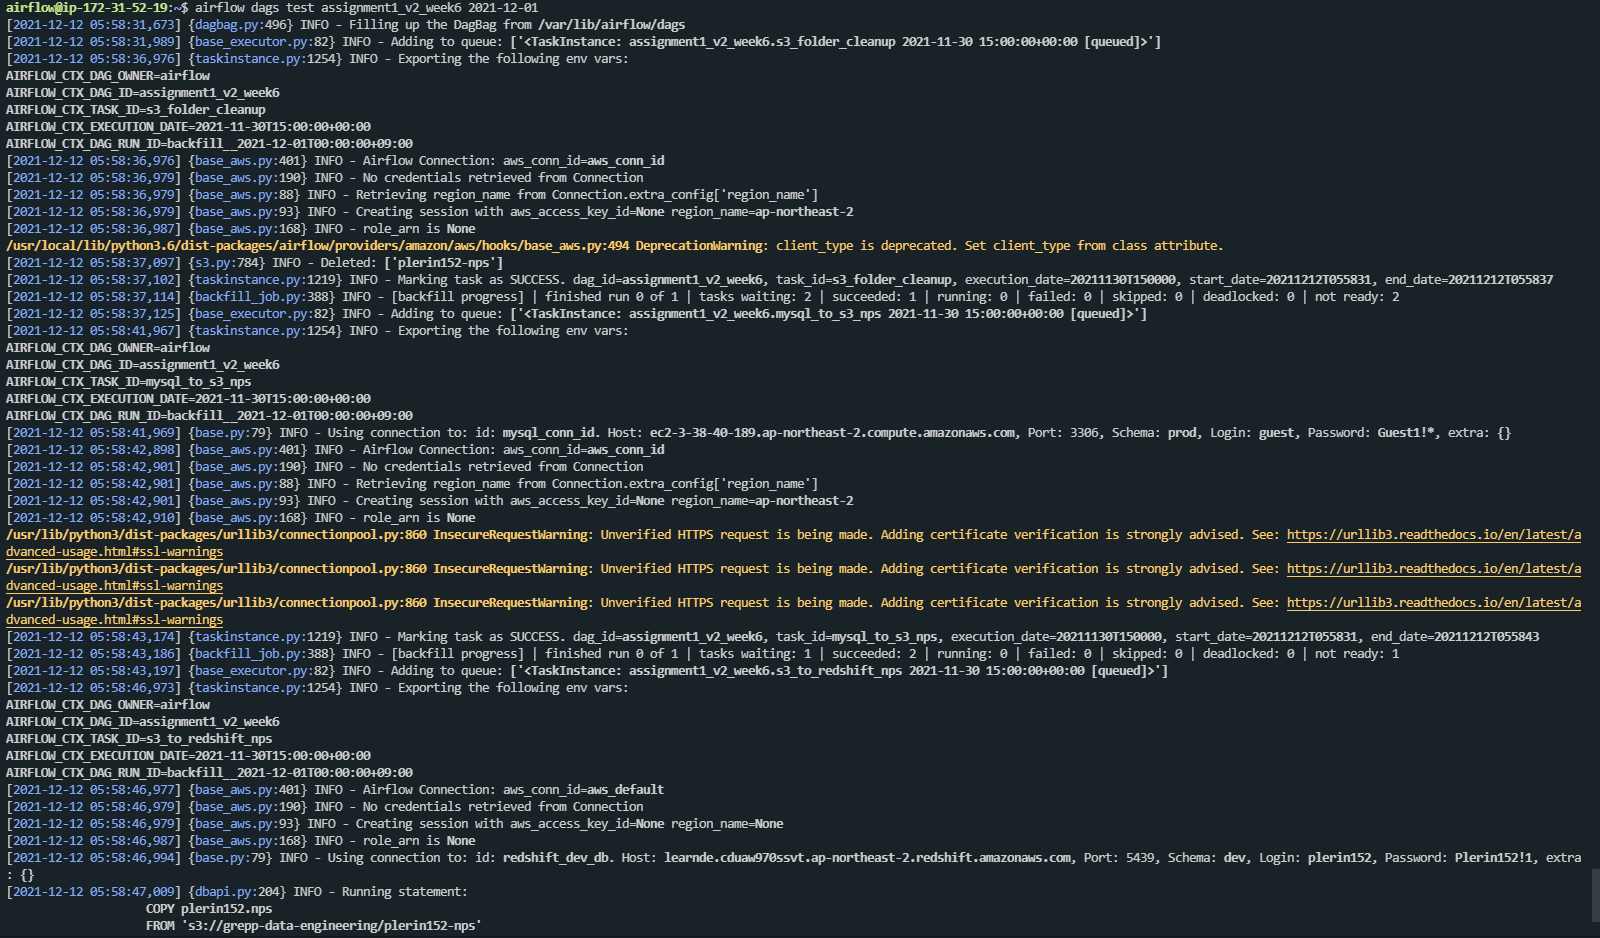 airflow@ip-172-31-52-19:~$ airflow dags test assignment1_v2_week6 2021-12-01
[2021-12-12 05:58:31,673] {dagbag.py:496} INFO - Filling up the DagBag from /var/lib/airflow/dags
[2021-12-12 05:58:31,989] {base_executor.py:82} INFO - Adding to queue: ['<TaskInstance: assignment1_v2_week6.s3_folder_cleanup 2021-11-30 15:00:00+00:00 [queued]>']
[2021-12-12 05:58:36,976] {taskinstance.py:1254} INFO - Exporting the following env vars:
AIRFLOW_CTX_DAG_OWNER=airflow
AIRFLOW_CTX_DAG_ID=assignment1_v2_week6
AIRFLOW_CTX_TASK_ID=s3_folder_cleanup
AIRFLOW_CTX_EXECUTION_DATE=2021-11-30T15:00:00+00:00
AIRFLOW_CTX_DAG_RUN_ID=backfill__2021-12-01T00:00:00+09:00
[2021-12-12 05:58:36,976] {base_aws.py:401} INFO - Airflow Connection: aws_conn_id=aws_conn_id
[2021-12-12 05:58:36,979] {base_aws.py:190} INFO - No credentials retrieved from Connection
[2021-12-12 05:58:36,979] {base_aws.py:88} INFO - Retrieving region_name from Connection.extra_config['region_name']
[2021-12-12 05:58:36,979] {base_aws.py:93} INFO - Creating session with aws_access_key_id=None region_name=ap-northeast-2
[2021-12-12 05:58:36,987] {base_aws.py:168} INFO - role_arn is None
/usr/local/lib/python3.6/dist-packages/airflow/providers/amazon/aws/hooks/base_aws.py:494 DeprecationWarning: client_type is deprecated. Set client_type from class attribute.
[2021-12-12 05:58:37,097] {s3.py:784} INFO - Deleted: ['plerin152-nps']
[2021-12-12 05:58:37,102] {taskinstance.py:1219} INFO - Marking task as SUCCESS. dag_id=assignment1_v2_week6, task_id=s3_folder_cleanup, execution_date=20211130T150000, start_date=20211212T055831, end_date=20211212T055837
[2021-12-12 05:58:37,114] {backfill_job.py:388} INFO - [backfill progress] | finished run 0 of 1 | tasks waiting: 2 | succeeded: 1 | running: 0 | failed: 0 | skipped: 0 | deadlocked: 0 | not ready: 2
[2021-12-12 05:58:37,125] {base_executor.py:82} INFO - Adding to queue: ['<TaskInstance: assignment1_v2_week6.mysql_to_s3_nps 2021-11-30 15:00:00+00:00 [queued]>']
[2021-12-12 05:58:41,967] {taskinstance.py:1254} INFO - Exporting the following env vars:
AIRFLOW_CTX_DAG_OWNER=airflow
AIRFLOW_CTX_DAG_ID=assignment1_v2_week6
AIRFLOW_CTX_TASK_ID=mysql_to_s3_nps
AIRFLOW_CTX_EXECUTION_DATE=2021-11-30T15:00:00+00:00
AIRFLOW_CTX_DAG_RUN_ID=backfill__2021-12-01T00:00:00+09:00
[2021-12-12 05:58:41,969] {base.py:79} INFO - Using connection to: id: mysql_conn_id. Host: ec2-3-38-40-189.ap-northeast-2.compute.amazonaws.com, Port: 3306, Schema: prod, Login: guest, Password: Guest1!*, extra: {}
[2021-12-12 05:58:42,898] {base_aws.py:401} INFO - Airflow Connection: aws_conn_id=aws_conn_id
[2021-12-12 05:58:42,901] {base_aws.py:190} INFO - No credentials retrieved from Connection
[2021-12-12 05:58:42,901] {base_aws.py:88} INFO - Retrieving region_name from Connection.extra_config['region_name']
[2021-12-12 05:58:42,901] {base_aws.py:93} INFO - Creating session with aws_access_key_id=None region_name=ap-northeast-2
[2021-12-12 05:58:42,910] {base_aws.py:168} INFO - role_arn is None
/usr/lib/python3/dist-packages/urllib3/connectionpool.py:860 InsecureRequestWarning: Unverified HTTPS request is being made. Adding certificate verification is strongly advised. See: https://urllib3.readthedocs.io/en/latest/a
dvanced-usage.html#ssl-warnings
/usr/lib/python3/dist-packages/urllib3/connectionpool.py:860 InsecureRequestWarning: Unverified HTTPS request is being made. Adding certificate verification is strongly advised. See: https://urllib3.readthedocs.io/en/latest/a
dvanced-usage.html#ssl-warnings
/usr/lib/python3/dist-packages/urllib3/connectionpool.py:860 InsecureRequestWarning: Unverified HTTPS request is being made. Adding certificate verification is strongly advised. See: https://urllib3.readthedocs.io/en/latest/a
dvanced-usage.html#ssl-warnings
[2021-12-12 05:58:43,174] {taskinstance.py:1219} INFO - Marking task as SUCCESS. dag_id=assignment1_v2_week6, task_id=mysql_to_s3_nps, execution_date=20211130T150000, start_date=20211212T055831, end_date=20211212T055843
[2021-12-12 05:58:43,186] {backfill_job.py:388} INFO - [backfill progress] | finished run 0 of 1 | tasks waiting: 1 | succeeded: 2 | running: 0 | failed: 0 | skipped: 0 | deadlocked: 0 | not ready: 1
[2021-12-12 05:58:43,197] {base_executor.py:82} INFO - Adding to queue: ['<TaskInstance: assignment1_v2_week6.s3_to_redshift_nps 2021-11-30 15:00:00+00:00 [queued]>']
[2021-12-12 05:58:46,973] {taskinstance.py:1254} INFO - Exporting the following env vars:
AIRFLOW_CTX_DAG_OWNER=airflow
AIRFLOW_CTX_DAG_ID=assignment1_v2_week6
AIRFLOW_CTX_TASK_ID=s3_to_redshift_nps
AIRFLOW_CTX_EXECUTION_DATE=2021-11-30T15:00:00+00:00
AIRFLOW_CTX_DAG_RUN_ID=backfill__2021-12-01T00:00:00+09:00
[2021-12-12 05:58:46,977] {base_aws.py:401} INFO - Airflow Connection: aws_conn_id=aws_default
[2021-12-12 05:58:46,979] {base_aws.py:190} INFO - No credentials retrieved from Connection
[2021-12-12 05:58:46,979] {base_aws.py:93} INFO - Creating session with aws_access_key_id=None region_name=None
[2021-12-12 05:58:46,987] {base_aws.py:168} INFO - role_arn is None
[2021-12-12 05:58:46,994] {base.py:79} INFO - Using connection to: id: redshift_dev_db. Host: learnde.cduaw970ssvt.ap-northeast-2.redshift.amazonaws.com, Port: 5439, Schema: dev, Login: plerin152, Password: Plerin152!1, extra
: {}
[2021-12-12 05:58:47,009] {dbapi.py:204} INFO - Running statement:
COPY plerin152.nps
FROM 's3://grepp-data-engineering/plerin152-nps'